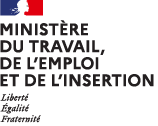 MINISTÈRE
DU TRAVAIL,
DE L'EMPLOI
ET DE L'INSERTION
Liberté
Égalité
Fraternité